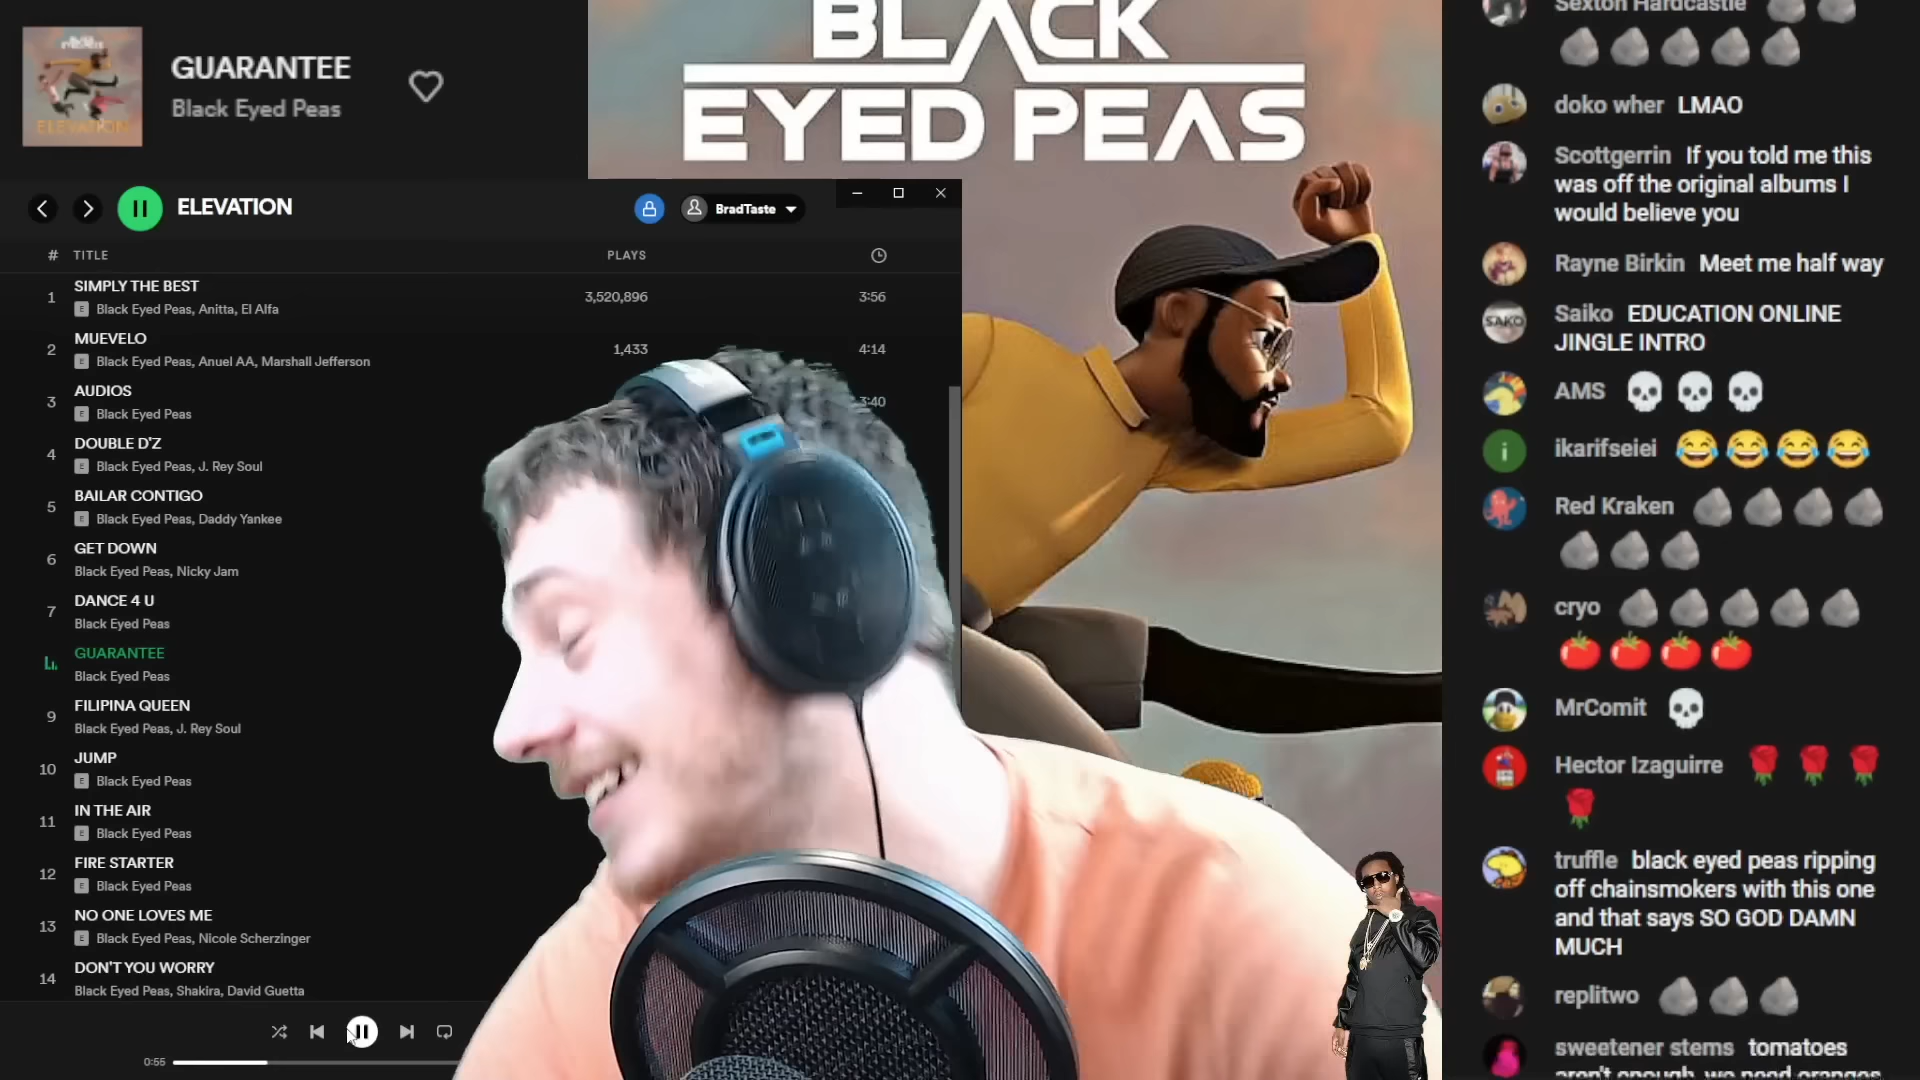 GUARANTEE
Black Eyed Peas
ELEVATION
BLACK
EYED PEAS
ELEVATION
BradTaste
# TITLE PLAYS
1 SIMPLY THE BEST 3,520,896 3:56
E Black Eyed Peas, Anitta, El Alfa
2 MUEVELO 1,433 4:14
E Black Eyed Peas, Anuel AA, Marshall Jefferson
3 AUDIOS 3:40
E Black Eyed Peas
4 DOUBLE D'Z
E Black Eyed Peas, J. Rey Soul
5 BAILAR CONTIGO
E Black Eyed Peas, Daddy Yankee
6 GET DOWN
Black Eyed Peas, Nicky Jam
7 DANCE 4 U
Black Eyed Peas
GUARANTEE
Black Eyed Peas
9 FILIPINA QUEEN
Black Eyed Peas, J. Rey Soul
10 JUMP
E Black Eyed Peas
11 IN THE AIR
E Black Eyed Peas
12 FIRE STARTER
E Black Eyed Peas
13 NO ONE LOVES ME
E Black Eyed Peas, Nicole Scherzinger
14 DON'T YOU WORRY
Black Eyed Peas, Shakira, David Guetta
0:55
Sexton Hardcastle
doko wher LMAO
Scottgerrin If you told me this
was off the original albums I
would believe you
Rayne Birkin Meet me half way
SAKO
Saiko EDUCATION ONLINE
JINGLE INTRO
AMS 💀💀💀
i
ikarifseiei 😂😂😂😂
Red Kraken
cryo
🍅🍅🍅🍅
MrComit 💀
Hector Izaguirre 🌹🌹🌹
🌹
truffle black eyed peas ripping
off chainsmokers with this one
and that says SO GOD DAMN
MUCH
replitwo
sweetener stems tomatoes
aren't enough, we need oranges